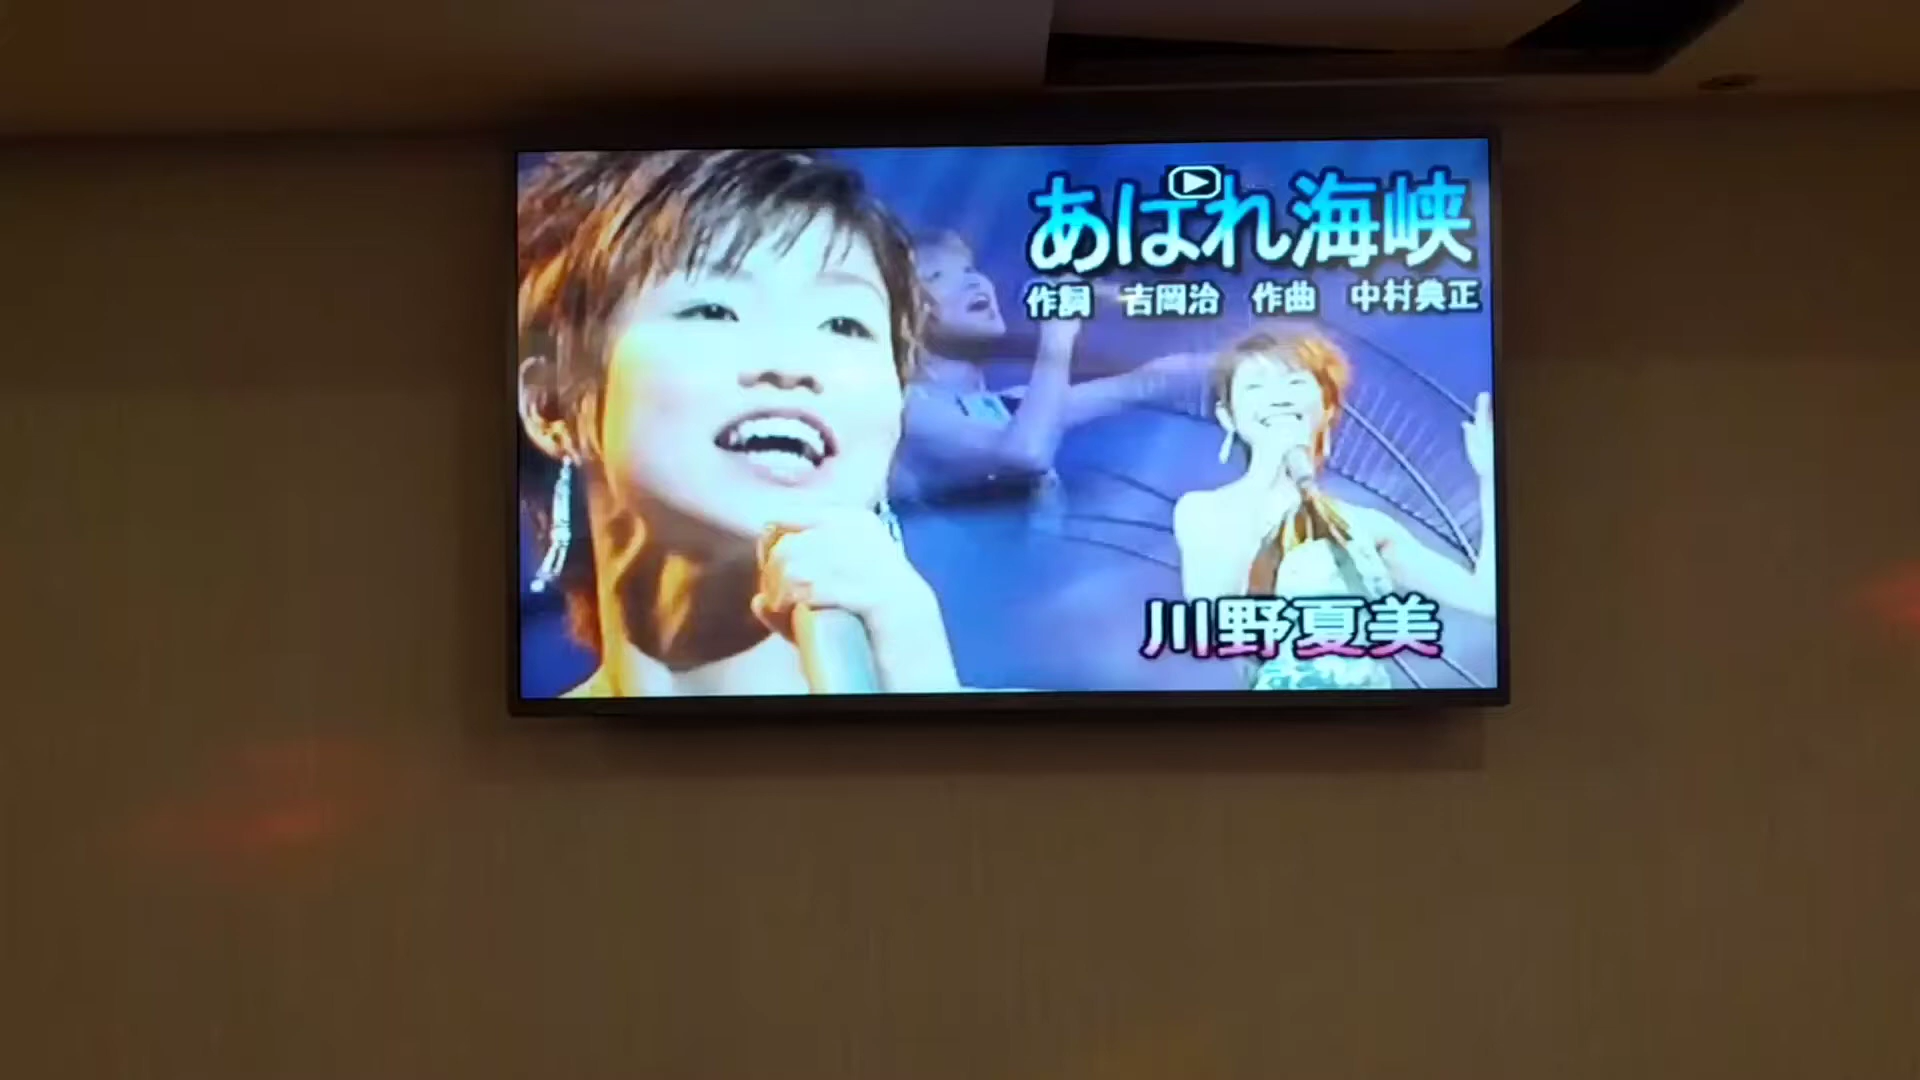 あばれ海峡
作詞 吉岡治 作曲 中村典正
川野夏美